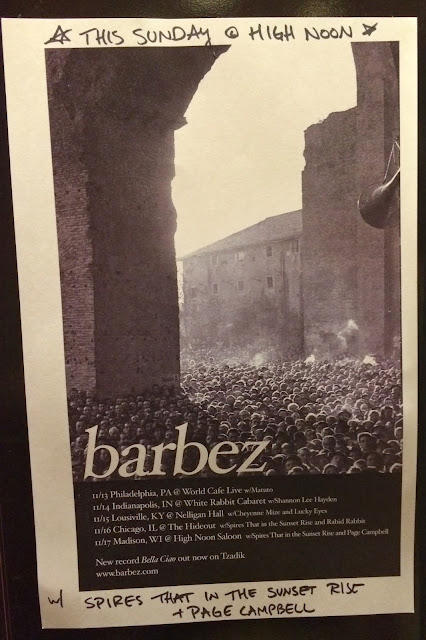 ☆ THIS SUNDAY @ HIGH NOON ☆
barbez
11/13 Philadelphia, PA @ World Cafe Live w/Marato
11/14 Indianapolis, IN @ White Rabbit Cabaret w/Shannon Lee Hayden
11/15 Lousiville, KY @ Nelligan Hall w/Cheyenne Mize and Lucky Eyes
11/16 Chicago, IL @ The Hideout w/Spires That in the Sunset Rise and Rabid Rabbit
11/17 Madison, WI @ High Noon Saloon w/Spires That in the Sunset Rise and Page Campbell
New record Bella Ciao out now on Tzadik
www.barbez.com
w/ SPIRES THAT IN THE SUNSET RISE
+ PAGE CAMPBELL